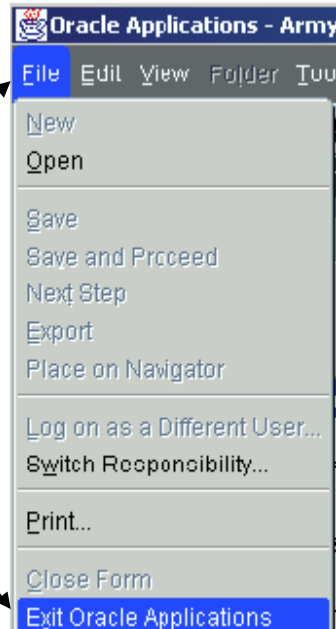 Oracle Applications - Army
File Edit View Folder Too
New
Open
Save
Save and Proceed
Next Step
Export
Place on Navigator
Log on as a Different User...
Switch Responsibility...
Print...
Close Form
Exit Oracle Applications